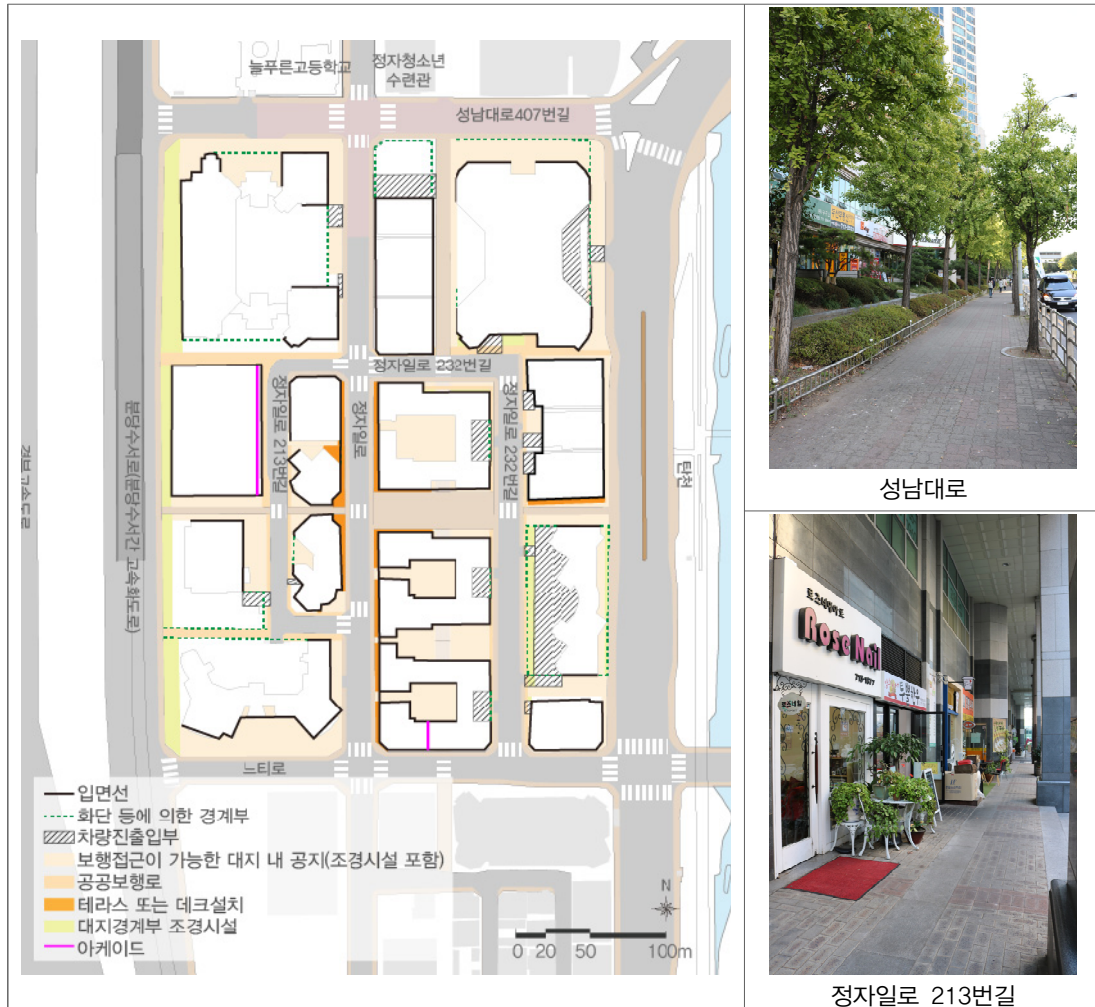 늘푸른고등학교
정자청소년
수련관
성남대로407번길
정자일로 232번길
정자일로 213번길
정자일로
정자일로 232번길
분당수서로(분당수서간 고속화도로)
경부고속도로
탄천
느티로
입면선
화단 등에 의한 경계부
차량진출입부
보행접근이 가능한 대지 내 공지(조경시설 포함)
공공보행로
테라스 또는 데크설치
대지경계부 조경시설
아케이드
N
0 20 50 100m
성남대로
Rose Nail
정자일로 213번길